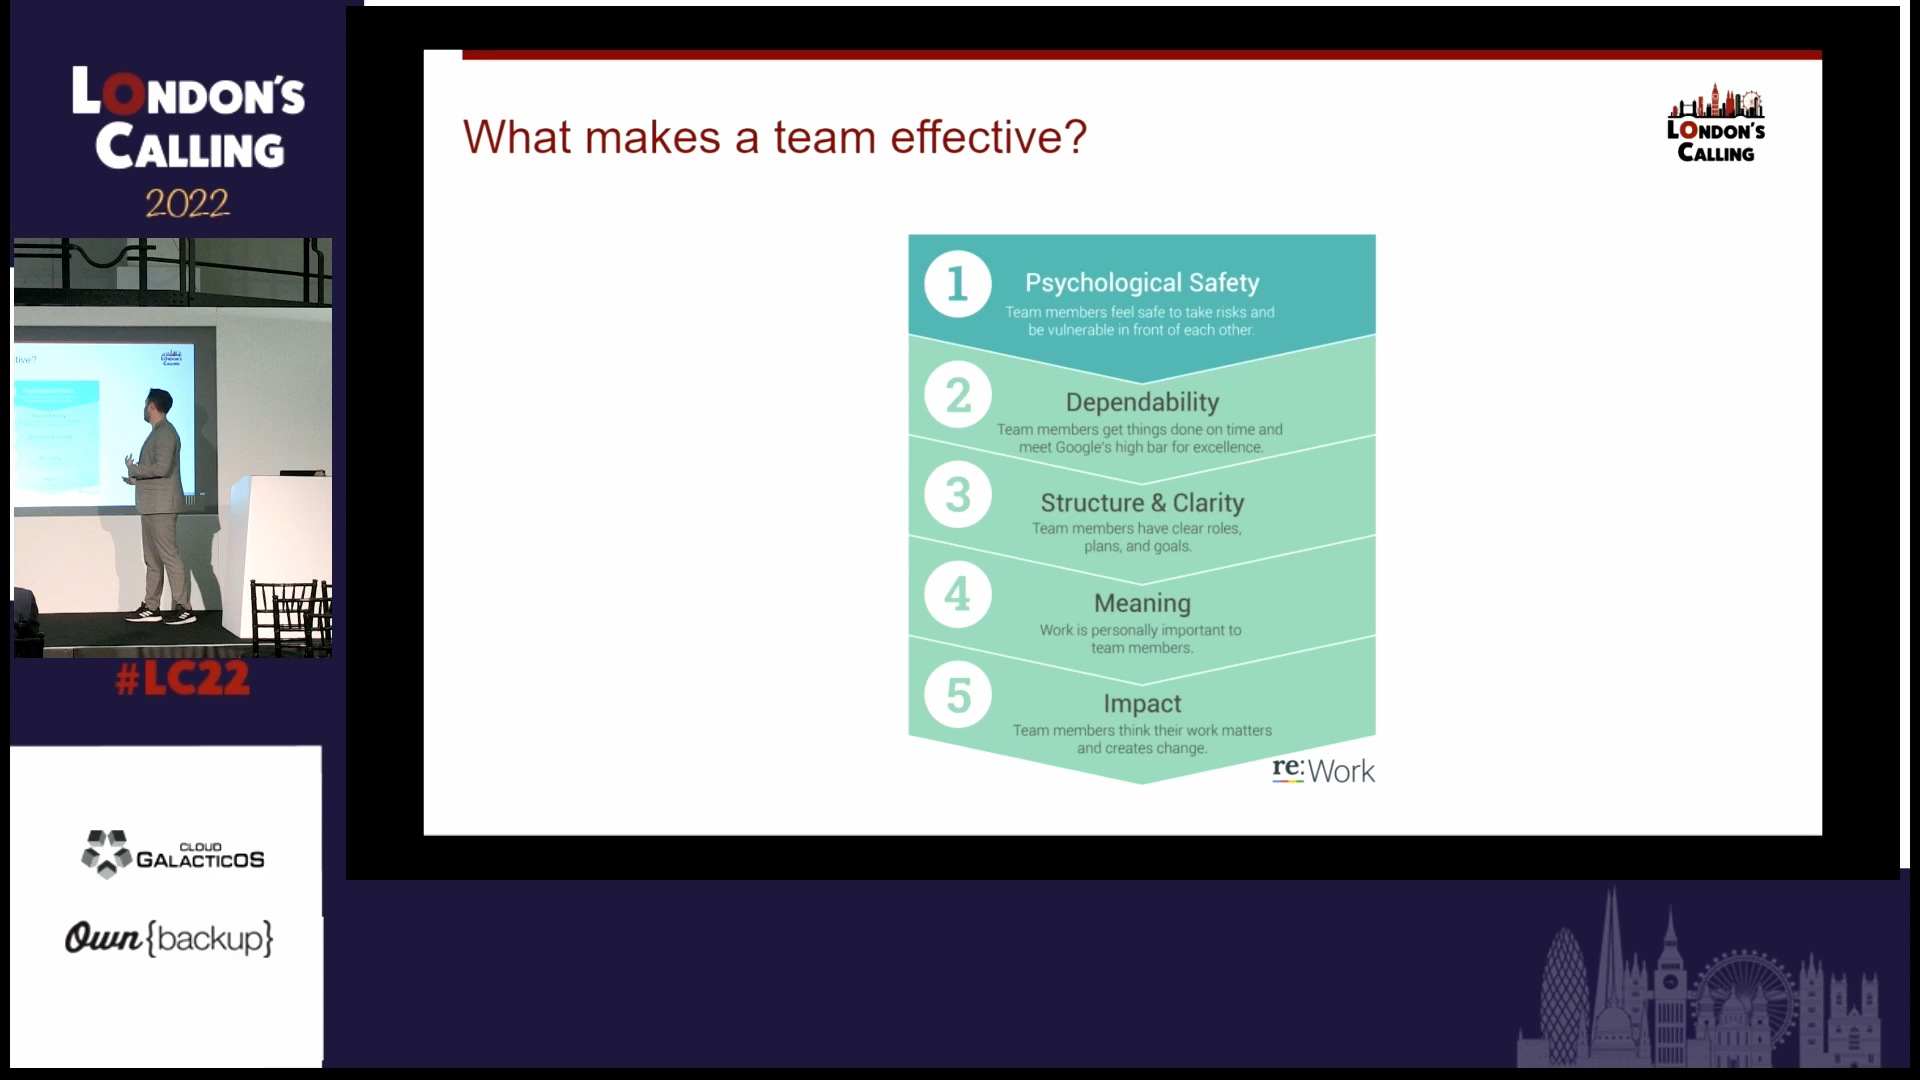 LONDON'S
CALLING
2022
tive?
#LC22
CLOUD
GALACTICOS
Own{backup}
What makes a team effective?
LONDON'S
CALLING
1
Psychological Safety
Team members feel safe to take risks and
be vulnerable in front of each other.
2
Dependability
Team members get things done on time and
meet Google's high bar for excellence.
3
Structure & Clarity
Team members have clear roles,
plans, and goals.
4
Meaning
Work is personally important to
team members.
5
Impact
Team members think their work matters
and creates change.
re:Work